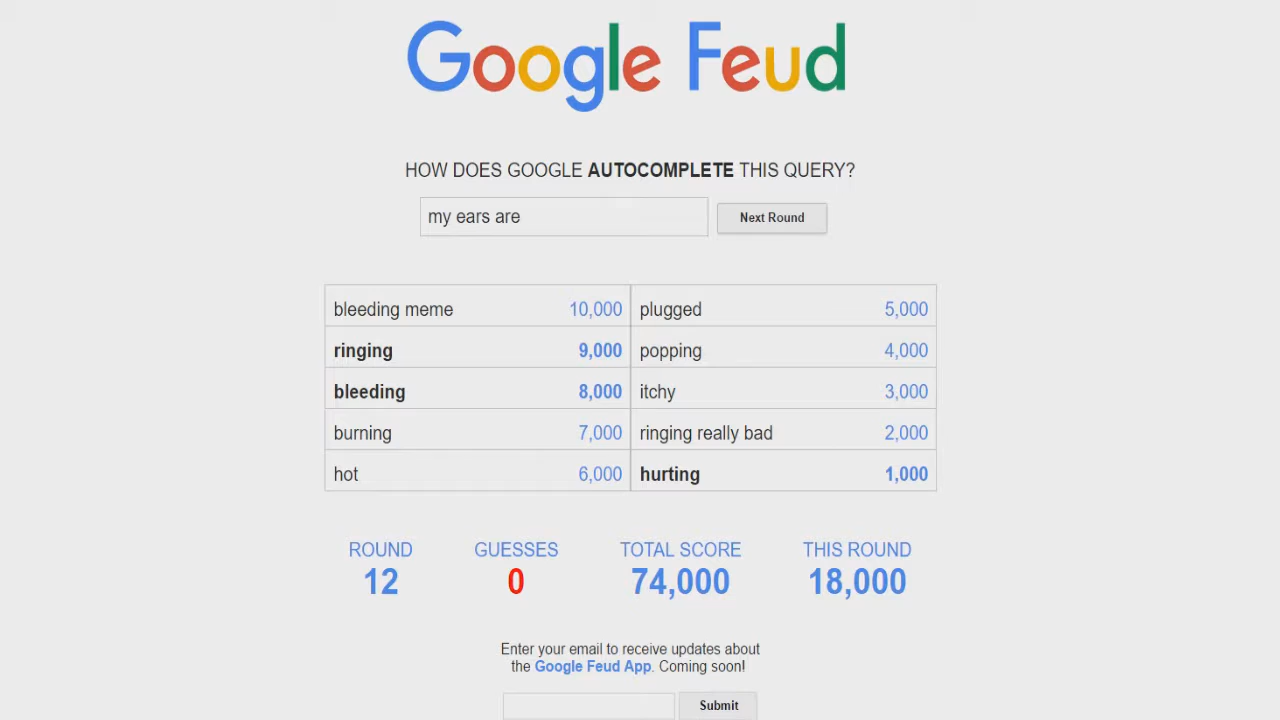 Google Feud
HOW DOES GOOGLE AUTOCOMPLETE THIS QUERY?
my ears are
Next Round
bleeding meme 10,000 plugged 5,000
ringing 9,000 popping 4,000
bleeding 8,000 itchy 3,000
burning 7,000 ringing really bad 2,000
hot 6,000 hurting 1,000
ROUND GUESSES TOTAL SCORE THIS ROUND
12 0 74,000 18,000
Enter your email to receive updates about
the Google Feud App. Coming soon!
Submit